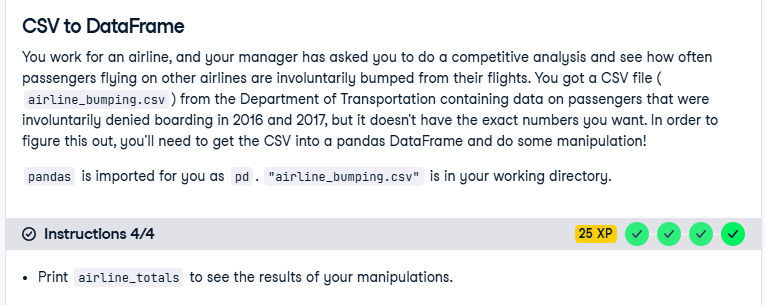 CSV to DataFrame
You work for an airline, and your manager has asked you to do a competitive analysis and see how often
passengers flying on other airlines are involuntarily bumped from their flights. You got a CSV file (
airline_bumping.csv ) from the Department of Transportation containing data on passengers that were
involuntarily denied boarding in 2016 and 2017, but it doesn't have the exact numbers you want. In order to
figure this out, you'll need to get the CSV into a pandas DataFrame and do some manipulation!
pandas is imported for you as pd . "airline_bumping.csv" is in your working directory.
Instructions 4/4 25 XP
• Print airline_totals to see the results of your manipulations.